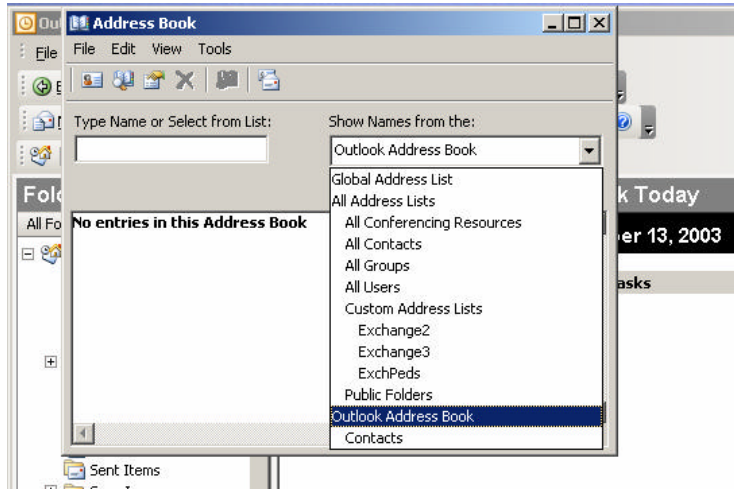 Address Book
File Edit View Tools
File
Type Name or Select from List:
Show Names from the:
Outlook Address Book
Global Address List
All Address Lists
All Conferencing Resources
All Contacts
All Groups
All Users
Custom Address Lists
Exchange2
Exchange3
ExchPeds
Public Folders
Outlook Address Book
Contacts
No entries in this Address Book
k Today
er 13, 2003
asks
All Fo
Sent Items